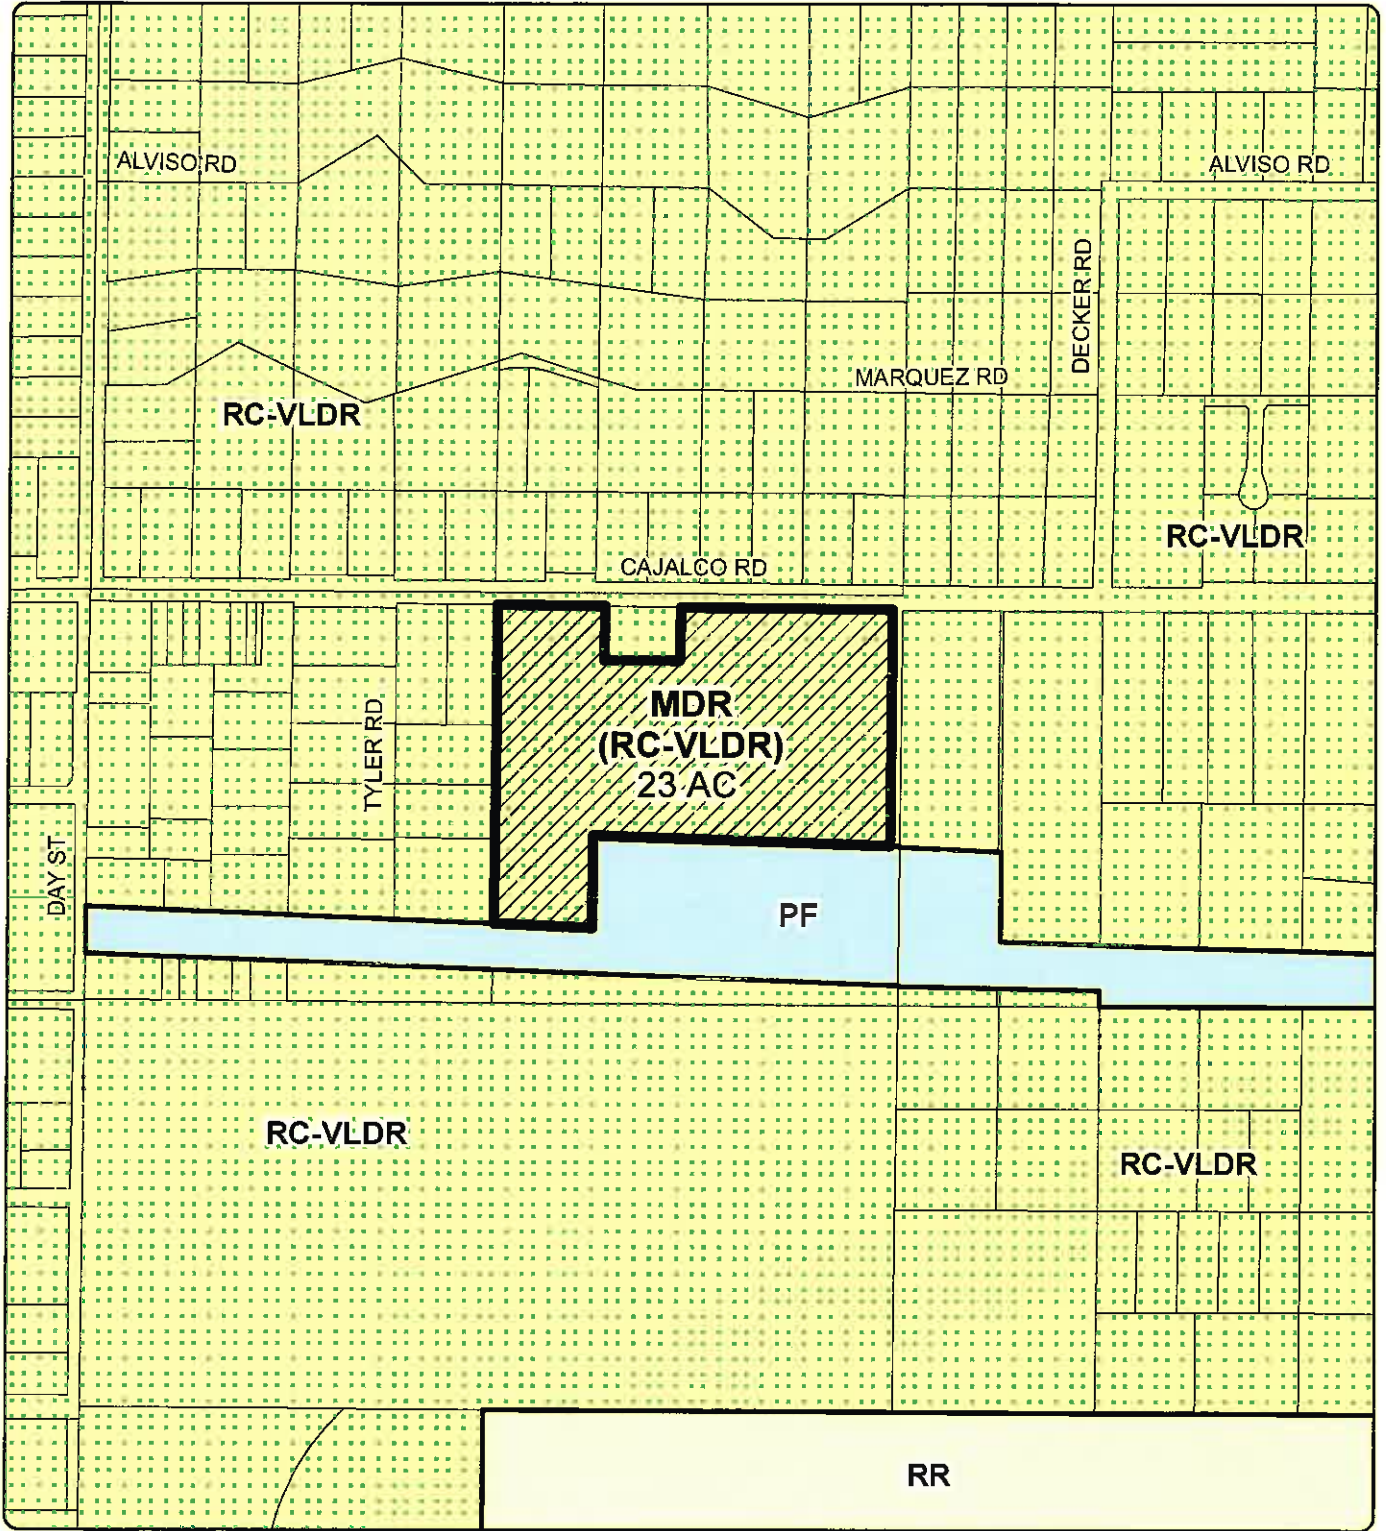 ALVISO RD
ALVISO RD
DECKER RD
MARQUEZ RD
RC-VLDR
RC-VLDR
CAJALCO RD
TYLER RD
MDR
(RC-VLDR)
23 AC
DAY ST
PF
RC-VLDR
RC-VLDR
RR